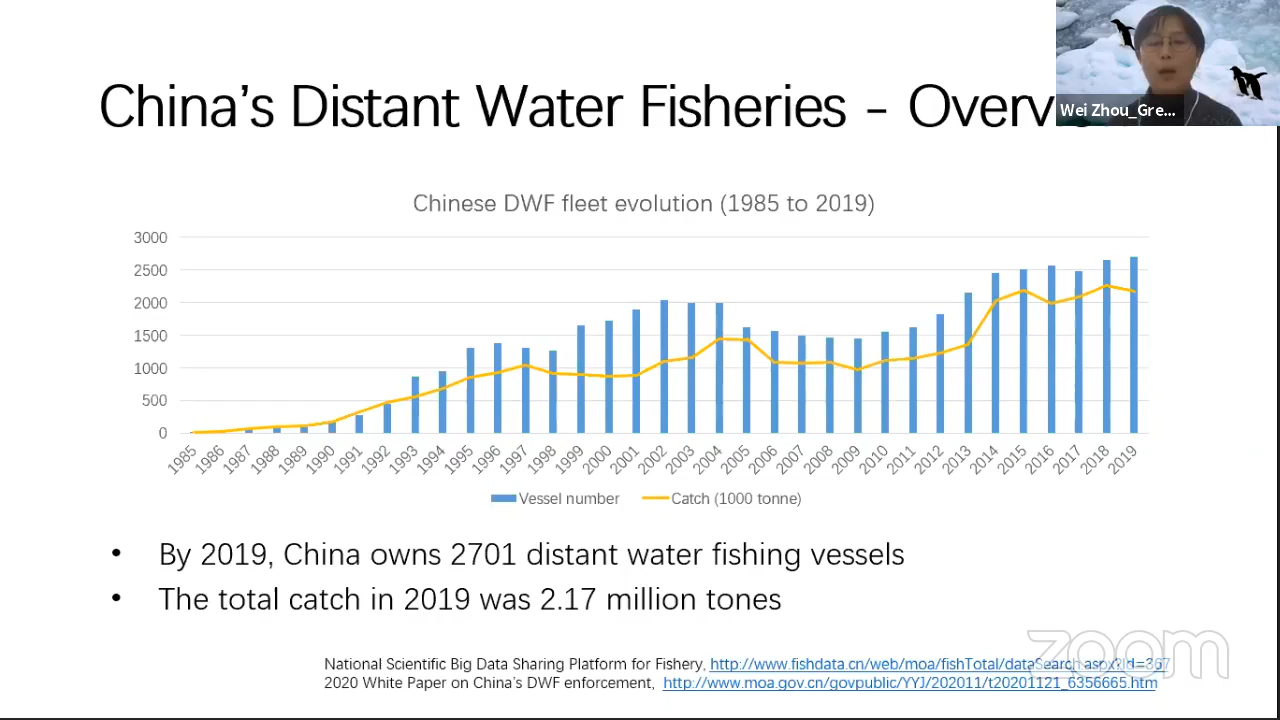 China's Distant Water Fisheries - Overv
Wei Zhou_Gre...
Chinese DWF fleet evolution (1985 to 2019)
3000
2500
2000
1500
1000
500
0
1985 1986 1987 1988 1989 1990 1991 1992 1993 1994 1995 1996 1997 1998 1999 2000 2001 2002 2003 2004 2005 2006 2007 2008 2009 2010 2011 2012 2013 2014 2015 2016 2017 2018 2019
Vessel number Catch (1000 tonne)
• By 2019, China owns 2701 distant water fishing vessels
• The total catch in 2019 was 2.17 million tones
zoom
National Scientific Big Data Sharing Platform for Fishery, http://www.fishdata.cn/web/moa/fishTotal/dataSearch.aspx?id=367
2020 White Paper on China's DWF enforcement, http://www.moa.gov.cn/govpublic/YYJ/202011/t20201121_6356665.htm